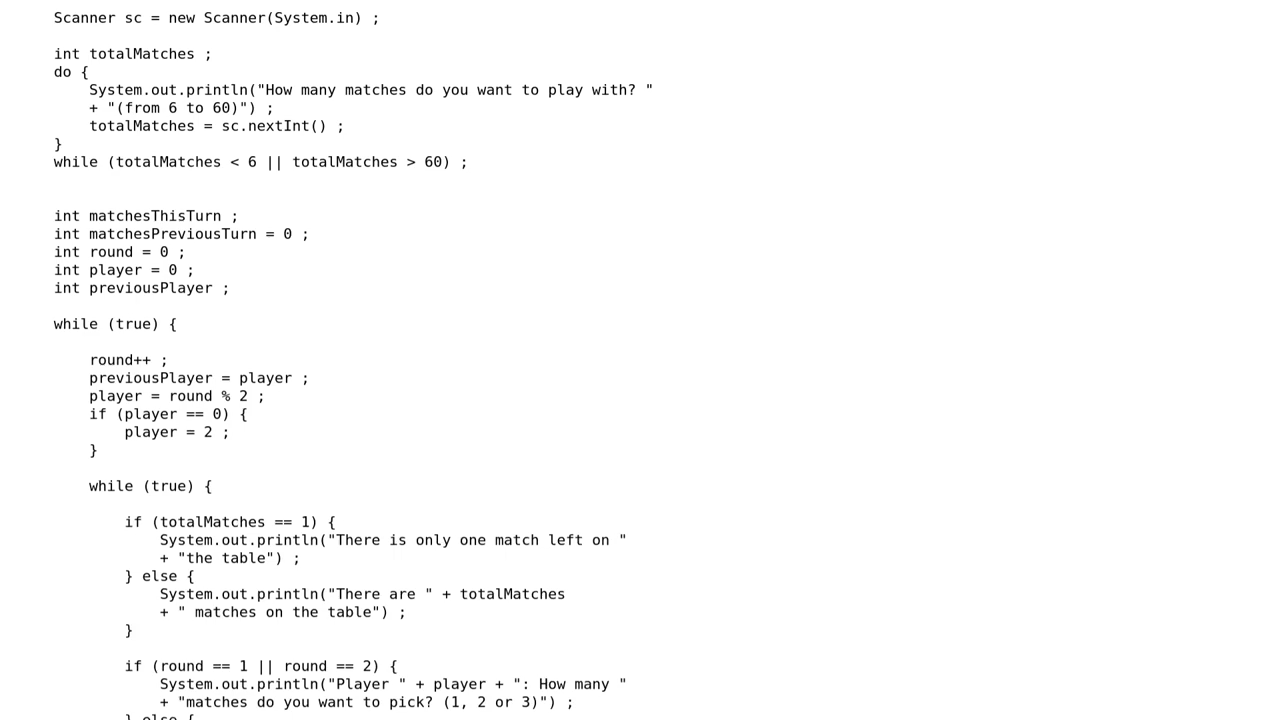 Scanner sc = new Scanner(System.in) ;
int totalMatches ;
do {
System.out.println("How many matches do you want to play with? "
+ "(from 6 to 60)") ;
totalMatches = sc.nextInt() ;
}
while (totalMatches < 6 || totalMatches > 60) ;
int matchesThisTurn ;
int matchesPreviousTurn = 0 ;
int round = 0 ;
int player = 0 ;
int previousPlayer ;
while (true) {
round++ ;
previousPlayer = player ;
player = round % 2 ;
if (player == 0) {
player = 2 ;
}
while (true) {
if (totalMatches == 1) {
System.out.println("There is only one match left on "
+ "the table") ;
} else {
System.out.println("There are " + totalMatches
+ " matches on the table") ;
}
if (round == 1 || round == 2) {
System.out.println("Player " + player + ": How many "
+ "matches do you want to pick? (1, 2 or 3)") ;
} else {